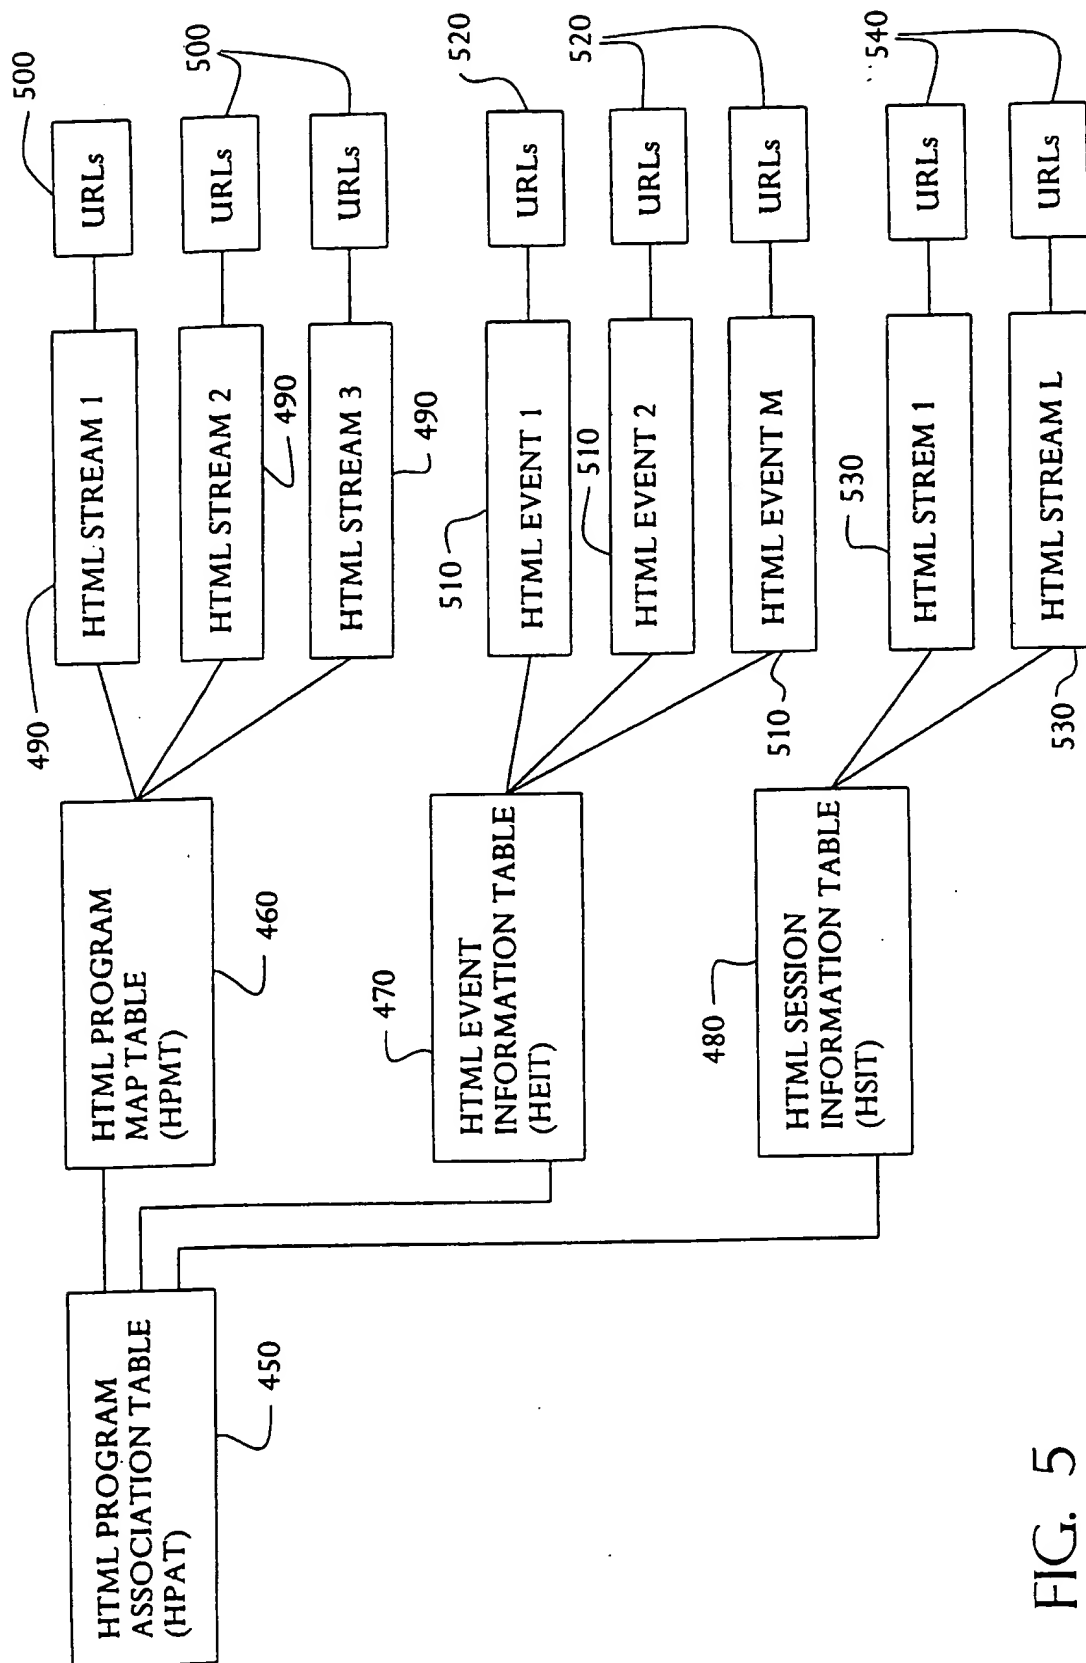 HTML PROGRAM
ASSOCIATION TABLE
(HPAT)
450
HTML PROGRAM
MAP TABLE
(HPMT)
460
HTML EVENT
INFORMATION TABLE
(HEIT)
470
HTML SESSION
INFORMATION TABLE
(HSIT)
480
490
HTML STREAM 1
HTML STREAM 2
490
HTML STREAM 3
490
510
HTML EVENT 1
510
HTML EVENT 2
HTML EVENT M
510
530
HTML STREM 1
HTML STREAM L
530
500
URLs
URLs
500
URLs
520
URLs
URLs
520
URLs
540
URLs
URLs
FIG. 5